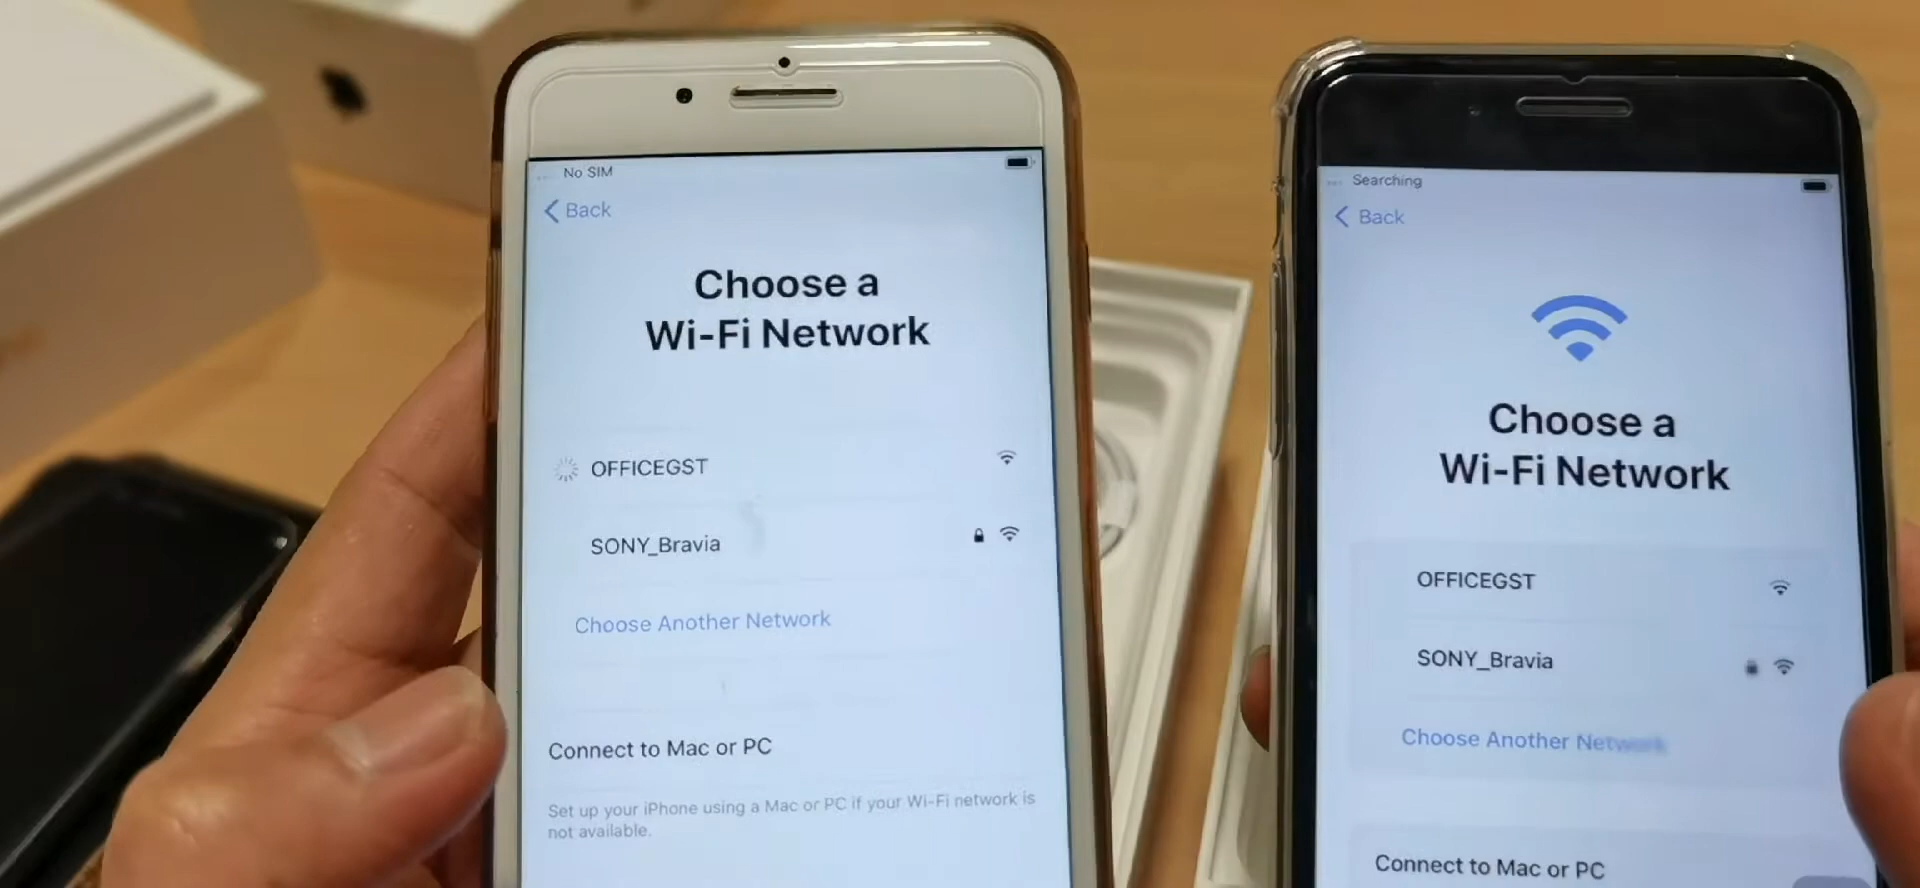 No SIM
Back
Choose a
Wi-Fi Network
OFFICEGST
SONY_Bravia
Choose Another Network
Connect to Mac or PC
Set up your iPhone using a Mac or PC if your Wi-Fi network is
not available.
Searching
Back
Choose a
Wi-Fi Network
OFFICEGST
SONY_Bravia
Choose Another Network
Connect to Mac or PC